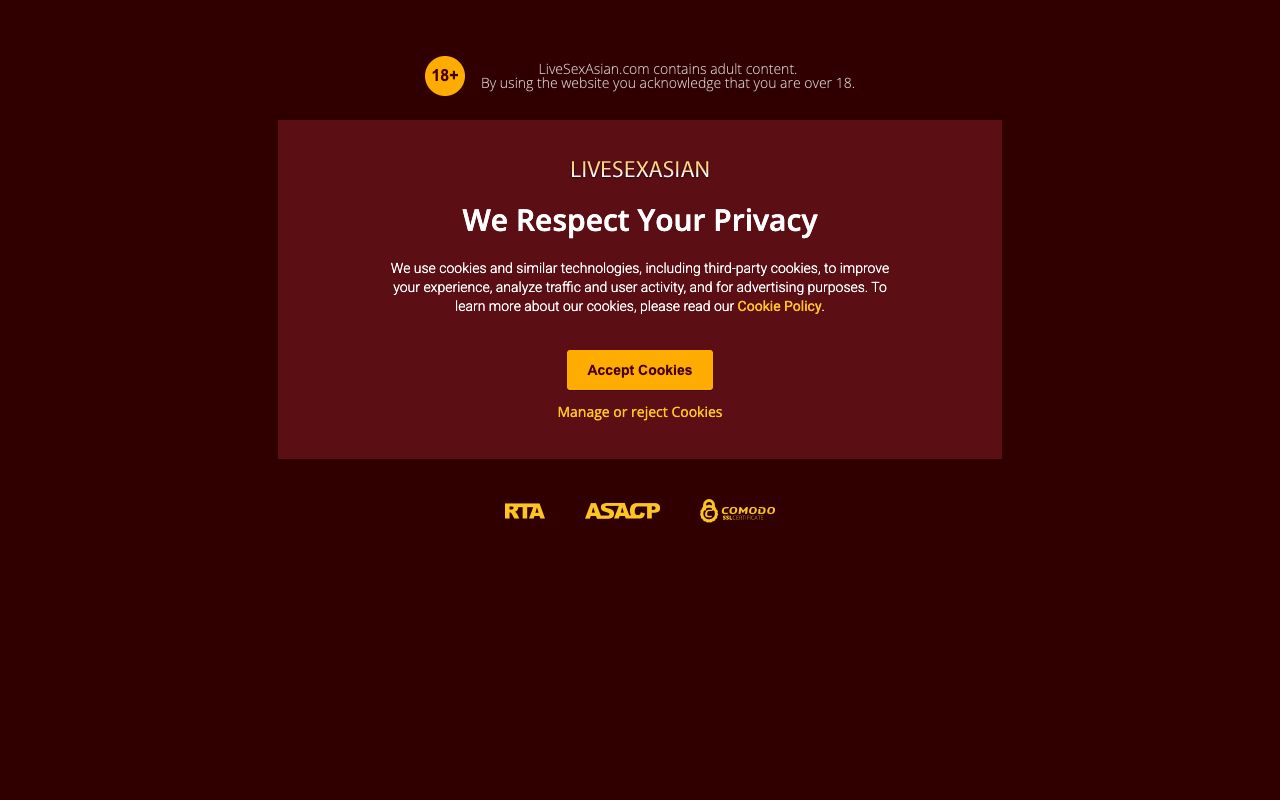 18+
LiveSexAsian.com contains adult content.
By using the website you acknowledge that you are over 18.
LIVESEXASIAN
We Respect Your Privacy
We use cookies and similar technologies, including third-party cookies, to improve
your experience, analyze traffic and user activity, and for advertising purposes. To
learn more about our cookies, please read our Cookie Policy.
Accept Cookies
Manage or reject Cookies
RTA ASACP COMODO
SSL CERTIFICATE